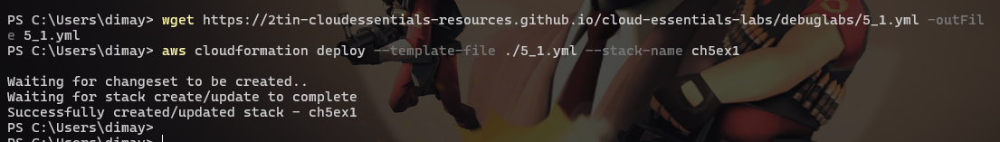 PS C:\Users\dimay> wget https://2tin-cloudessentials-resources.github.io/cloud-essentials-labs/debuglabs/5_1.yml -outFil
e 5_1.yml
PS C:\Users\dimay> aws cloudformation deploy --template-file ./5_1.yml --stack-name ch5ex1
Waiting for changeset to be created..
Waiting for stack create/update to complete
Successfully created/updated stack - ch5ex1
PS C:\Users\dimay>
PS C:\Users\dimay>